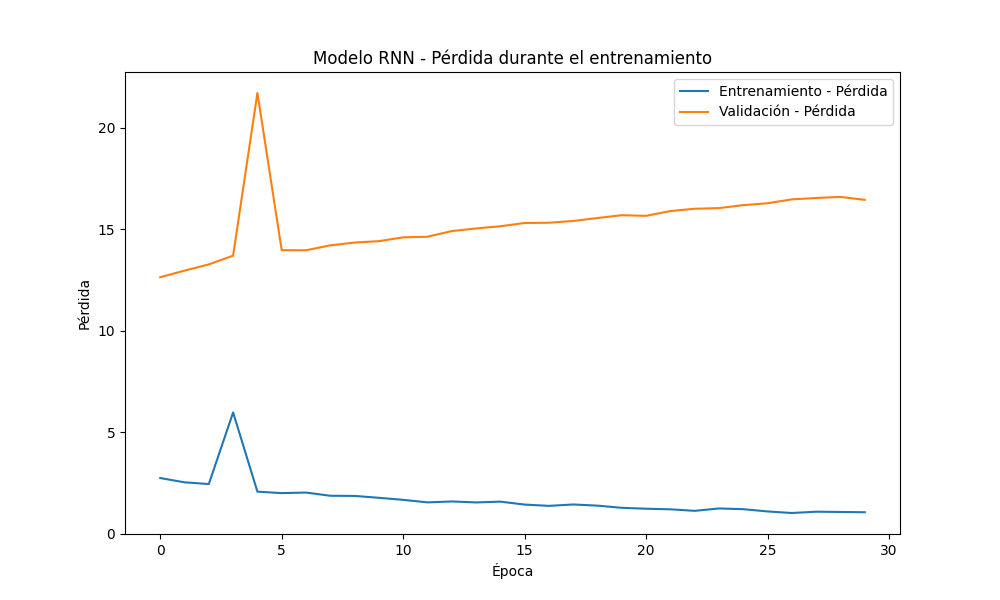 Modelo RNN - Pérdida durante el entrenamiento
Entrenamiento - Pérdida
Validación - Pérdida
Pérdida
20
15
10
5
0
0 5 10 15 20 25 30
Época